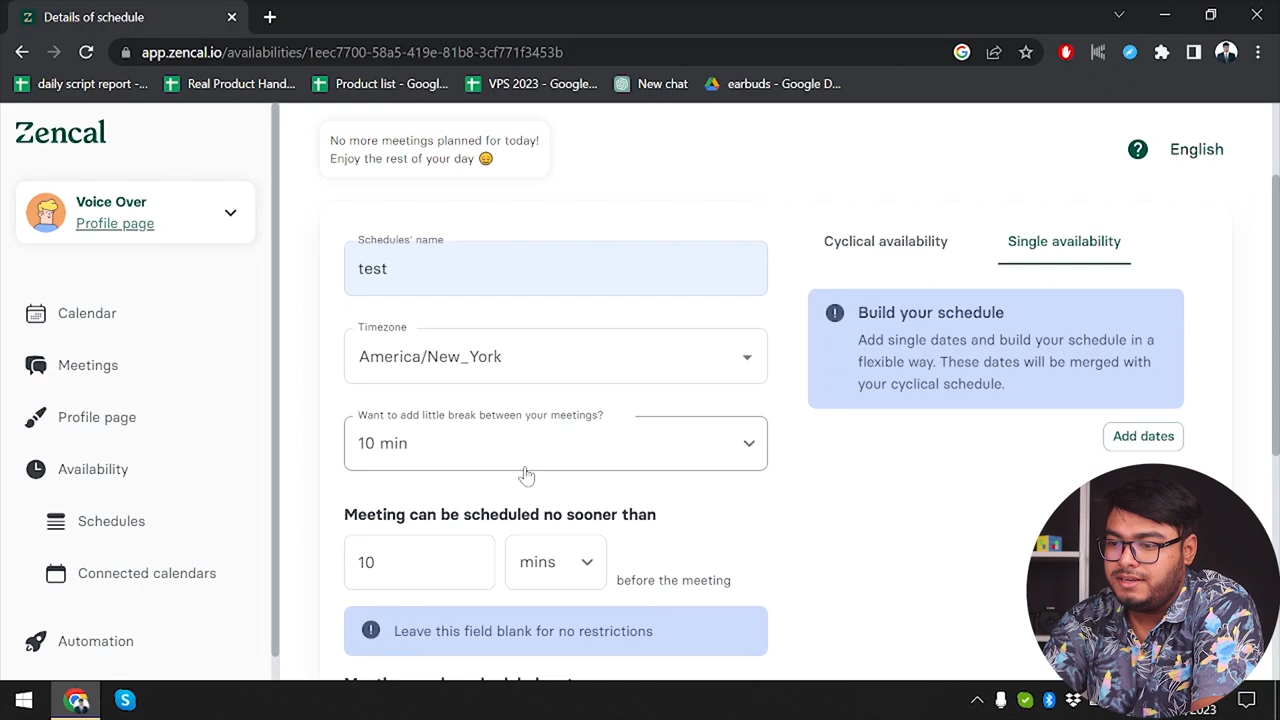 Details of schedule
app.zencal.io/availabilities/1eec7700-58a5-419e-81b8-3cf771f3453b
daily script report -...
Real Product Hand...
Product list - Googl...
VPS 2023 - Google...
New chat
earbuds - Google D...
Zencal
No more meetings planned for today!
Enjoy the rest of your day 😊
English
Voice Over
Profile page
Calendar
Meetings
Profile page
Availability
Schedules
Connected calendars
Automation
Schedules' name
test
Timezone
America/New_York
Want to add little break between your meetings?
10 min
Meeting can be scheduled no sooner than
10
mins
before the meeting
Leave this field blank for no restrictions
Cyclical availability
Single availability
Build your schedule
Add single dates and build your schedule in a
flexible way. These dates will be merged with
your cyclical schedule.
Add dates